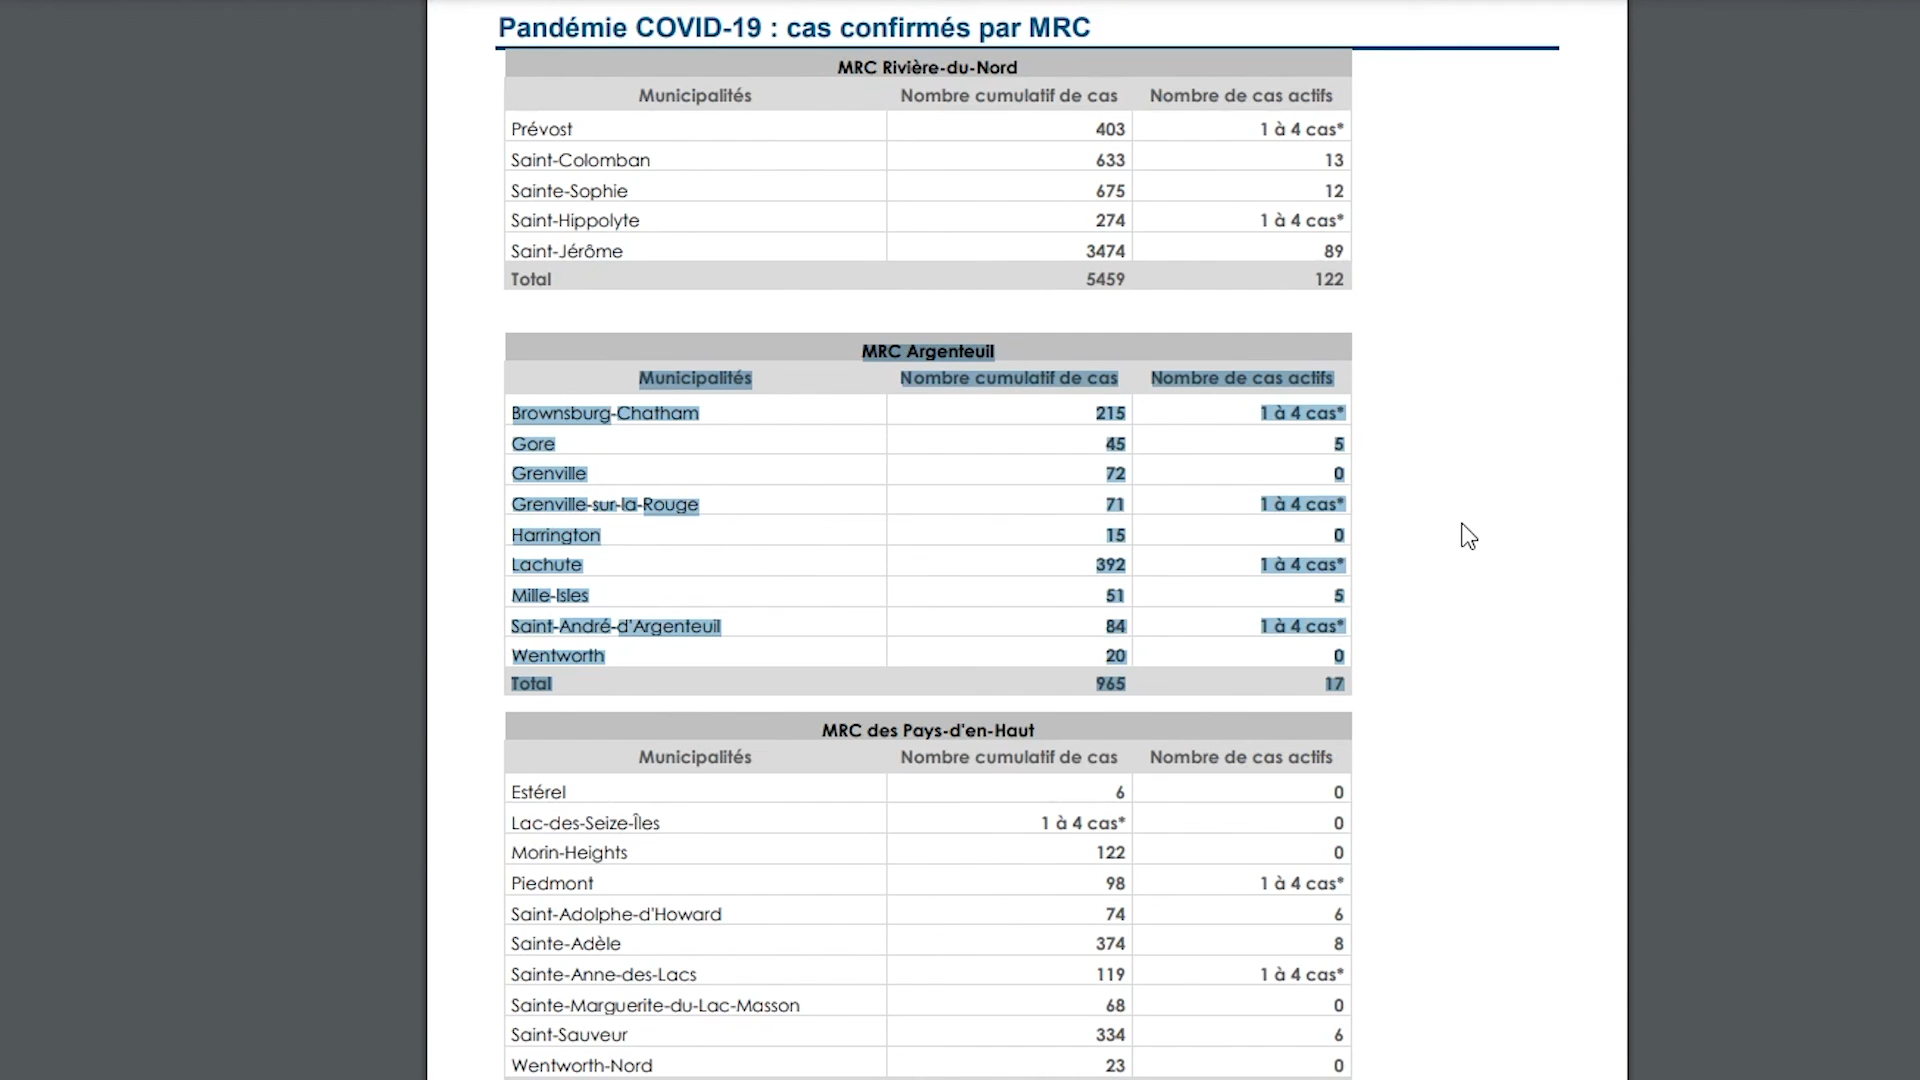 Pandémie COVID-19 : cas confirmés par MRC
MRC Rivière-du-Nord
Municipalités Nombre cumulatif de cas Nombre de cas actifs
Prévost 403 1 à 4 cas*
Saint-Colomban 633 13
Sainte-Sophie 675 12
Saint-Hippolyte 274 1 à 4 cas*
Saint-Jérôme 3474 89
Total 5459 122
MRC Argenteuil
Municipalités Nombre cumulatif de cas Nombre de cas actifs
Brownsburg-Chatham 215 1 à 4 cas*
Gore 45 5
Grenville 72 0
Grenville-sur-la-Rouge 71 1 à 4 cas*
Harrington 15 0
Lachute 392 1 à 4 cas*
Mille-Isles 51 5
Saint-André-d'Argenteuil 84 1 à 4 cas*
Wentworth 20 0
Total 965 17
MRC des Pays-d'en-Haut
Municipalités Nombre cumulatif de cas Nombre de cas actifs
Estérel 6 0
Lac-des-Seize-Îles 1 à 4 cas* 0
Morin-Heights 122 0
Piedmont 98 1 à 4 cas*
Saint-Adolphe-d'Howard 74 6
Sainte-Adèle 374 8
Sainte-Anne-des-Lacs 119 1 à 4 cas*
Sainte-Marguerite-du-Lac-Masson 68 0
Saint-Sauveur 334 6
Wentworth-Nord 23 0